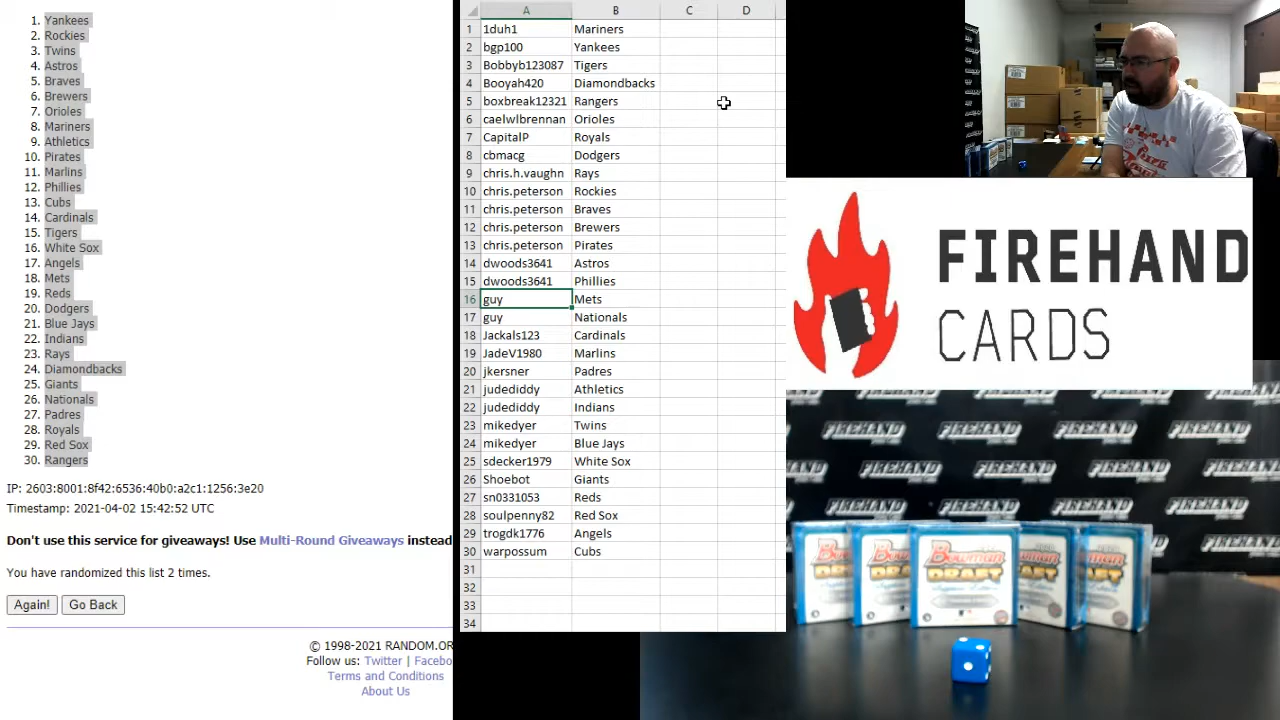 1. Yankees
2. Rockies
3. Twins
4. Astros
5. Braves
6. Brewers
7. Orioles
8. Mariners
9. Athletics
10. Pirates
11. Marlins
12. Phillies
13. Cubs
14. Cardinals
15. Tigers
16. White Sox
17. Angels
18. Mets
19. Reds
20. Dodgers
21. Blue Jays
22. Indians
23. Rays
24. Diamondbacks
25. Giants
26. Nationals
27. Padres
28. Royals
29. Red Sox
30. Rangers
IP: 2603:8001:8f42:6536:40b0:a2c1:1256:3e20
Timestamp: 2021-04-02 15:42:52 UTC
Don't use this service for giveaways! Use Multi-Round Giveaways instead
You have randomized this list 2 times.
Again! Go Back
© 1998-2021 RANDOM.OR
Follow us: Twitter | Facebo
Terms and Conditions
About Us
A B C D
1 1duh1 Mariners
2 bgp100 Yankees
3 Bobbyb123087 Tigers
4 Booyah420 Diamondbacks
5 boxbreak12321 Rangers
6 caelwlbrennan Orioles
7 CapitalP Royals
8 cbmacg Dodgers
9 chris.h.vaughn Rays
10 chris.peterson Rockies
11 chris.peterson Braves
12 chris.peterson Brewers
13 chris.peterson Pirates
14 dwoods3641 Astros
15 dwoods3641 Phillies
16 guy Mets
17 guy Nationals
18 Jackals123 Cardinals
19 JadeV1980 Marlins
20 jkersner Padres
21 judediddy Athletics
22 judediddy Indians
23 mikedyer Twins
24 mikedyer Blue Jays
25 sdecker1979 White Sox
26 Shoebot Giants
27 sn0331053 Reds
28 soulpenny82 Red Sox
29 trogdk1776 Angels
30 warpossum Cubs
31
32
33
34
FIREHAND
CARDS
FIREHAND
Bowman
DRAFT